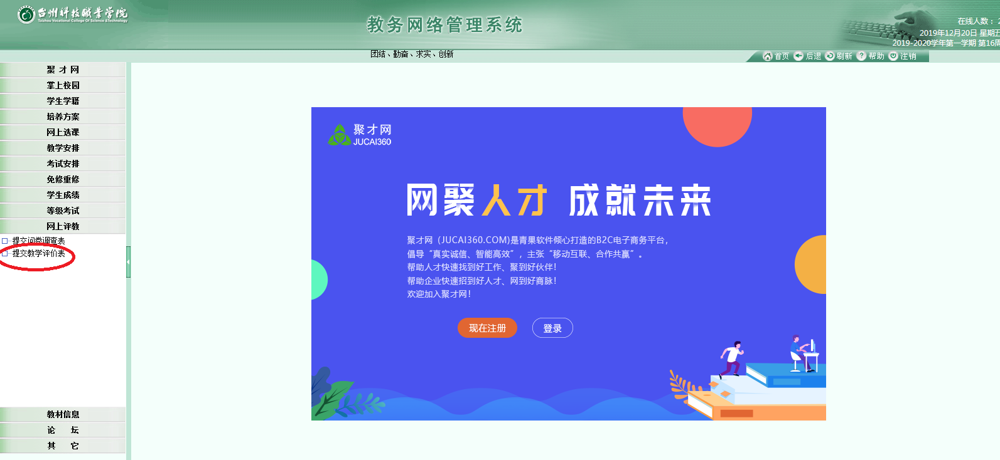 台州科技职业学院
Taizhou Vocational College Of Science &Technology
教务网络管理系统
在线人数：2
2019年12月20日 星期五
2019-2020学年第一学期 第16周
团结、勤奋、求实、创新
首页 后退 刷新 帮助 注销
聚 才 网
掌上校园
学生学籍
培养方案
网上选课
教学安排
考试安排
免修重修
学生成绩
等级考试
网上评教
提交问卷调查表
提交教学评价表
教材信息
论 坛
其 它
聚才网
JUCAI360
网聚人才 成就未来
聚才网（JUCAI360.COM)是青果软件倾心打造的B2C电子商务平台，
倡导“真实诚信、智能高效”，主张“移动互联、合作共赢”。
帮助人才快速找到好工作、聚到好伙伴！
帮助企业快速招到好人才、网到好商脉！
欢迎加入聚才网！
现在注册 登录